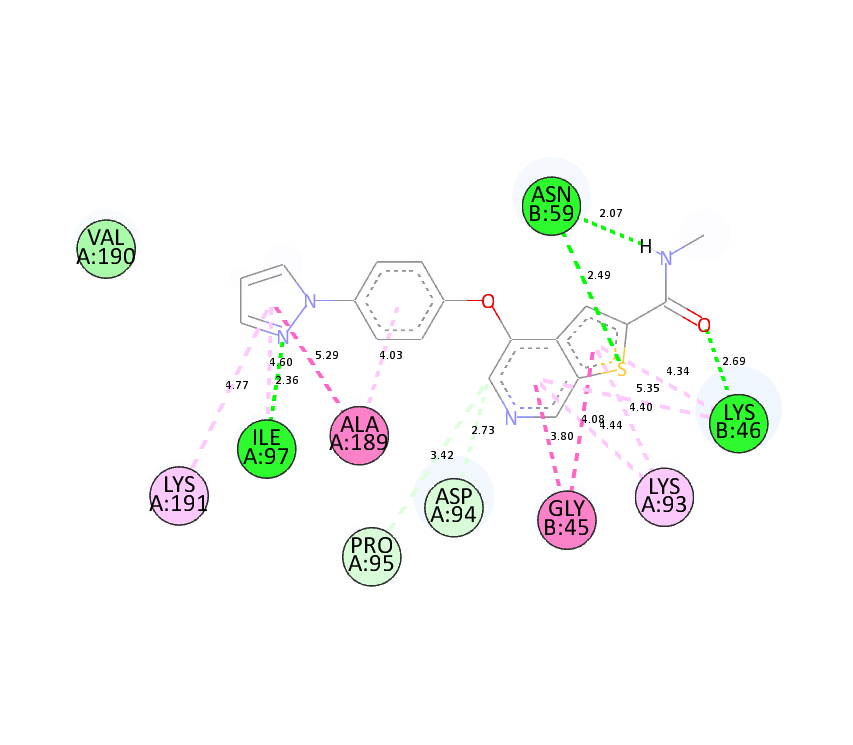 ASN
B:59
2.07
H
N
VAL
A:190
2.49
N
O
O
N
5.29
4.03
2.69
4.60
4.34
S
4.77
2.36
5.35
4.40
N
4.08
4.44
LYS
B:46
3.80
2.73
ILE
A:97
ALA
A:189
3.42
LYS
A:191
ASP
A:94
LYS
A:93
GLY
B:45
PRO
A:95